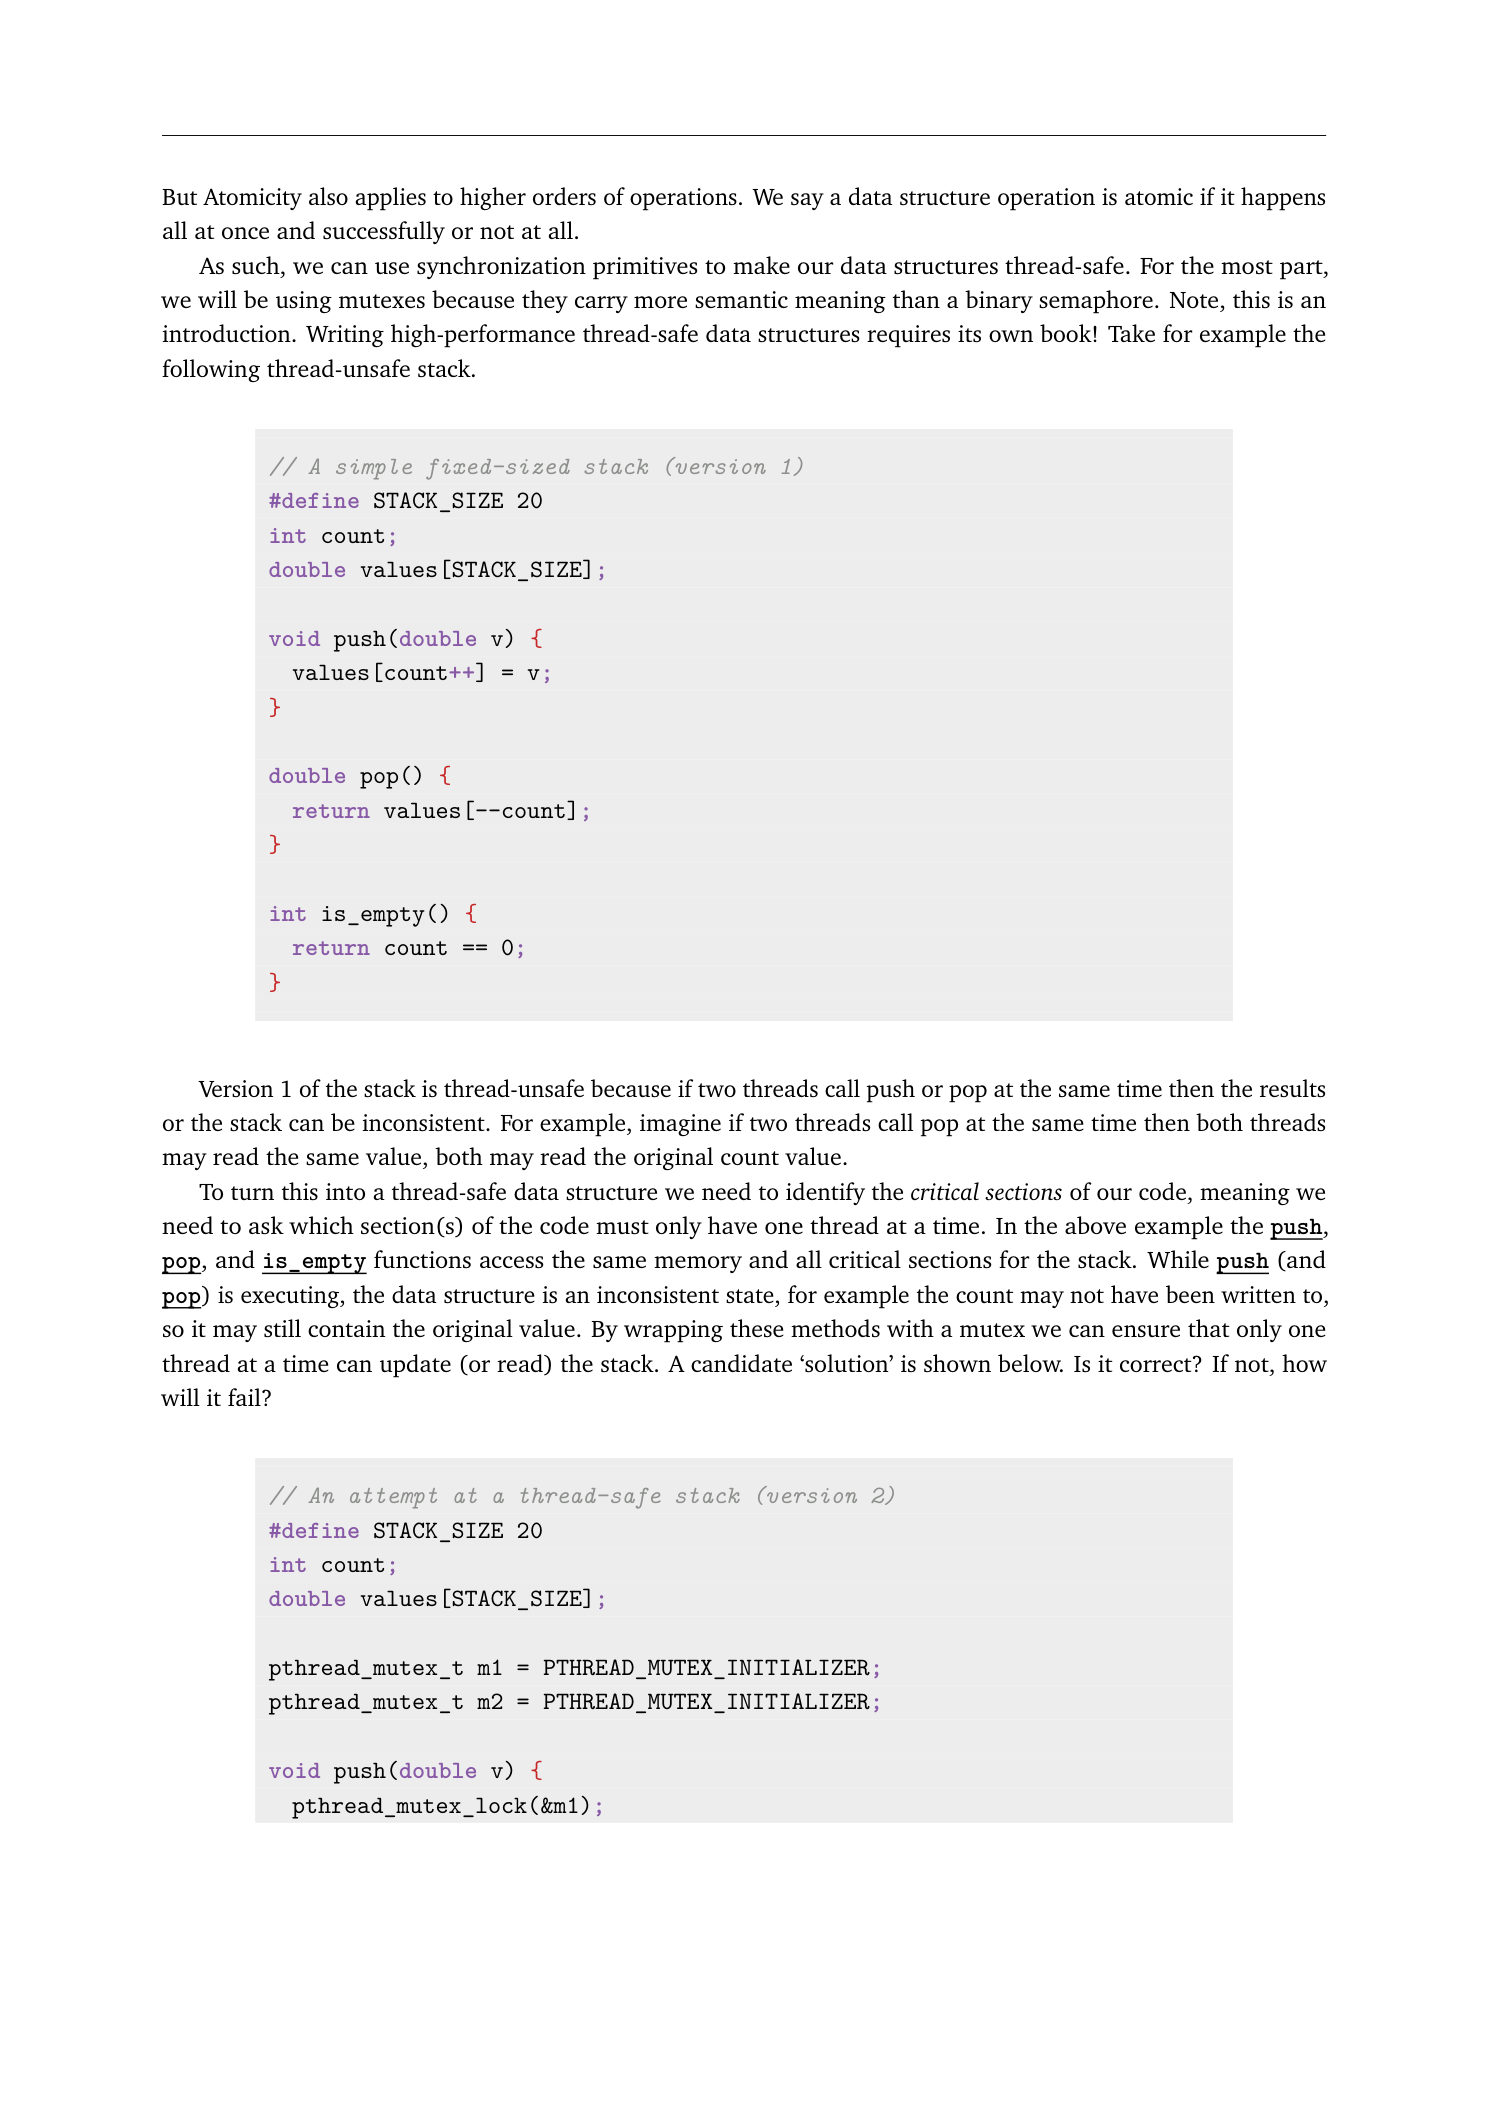 But Atomicity also applies to higher orders of operations. We say a data structure operation is atomic if it happens
all at once and successfully or not at all.
As such, we can use synchronization primitives to make our data structures thread-safe. For the most part,
we will be using mutexes because they carry more semantic meaning than a binary semaphore. Note, this is an
introduction. Writing high-performance thread-safe data structures requires its own book! Take for example the
following thread-unsafe stack.
// A simple fixed-sized stack (version 1)
#define STACK_SIZE 20
int count;
double values[STACK_SIZE];
void push(double v) {
  values[count++] = v;
}
double pop() {
  return values[--count];
}
int is_empty() {
  return count == 0;
}
Version 1 of the stack is thread-unsafe because if two threads call push or pop at the same time then the results
or the stack can be inconsistent. For example, imagine if two threads call pop at the same time then both threads
may read the same value, both may read the original count value.
To turn this into a thread-safe data structure we need to identify the critical sections of our code, meaning we
need to ask which section(s) of the code must only have one thread at a time. In the above example the push,
pop, and is_empty functions access the same memory and all critical sections for the stack. While push (and
pop) is executing, the data structure is an inconsistent state, for example the count may not have been written to,
so it may still contain the original value. By wrapping these methods with a mutex we can ensure that only one
thread at a time can update (or read) the stack. A candidate ‘solution’ is shown below. Is it correct? If not, how
will it fail?
// An attempt at a thread-safe stack (version 2)
#define STACK_SIZE 20
int count;
double values[STACK_SIZE];
pthread_mutex_t m1 = PTHREAD_MUTEX_INITIALIZER;
pthread_mutex_t m2 = PTHREAD_MUTEX_INITIALIZER;
void push(double v) {
  pthread_mutex_lock(&m1);